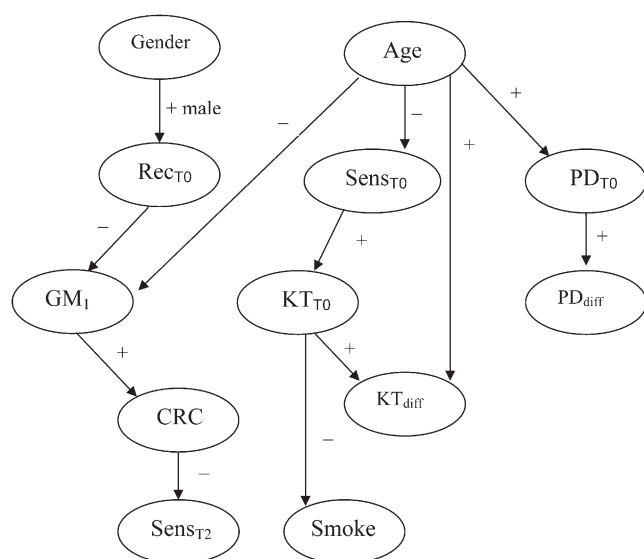 Gender
Age
+ male
−
−
+
+
Rec_T0
Sens_T0
PD_T0
−
+
+
GM_1
KT_T0
PD_diff
+
+
−
CRC
KT_diff
−
Sens_T2
Smoke